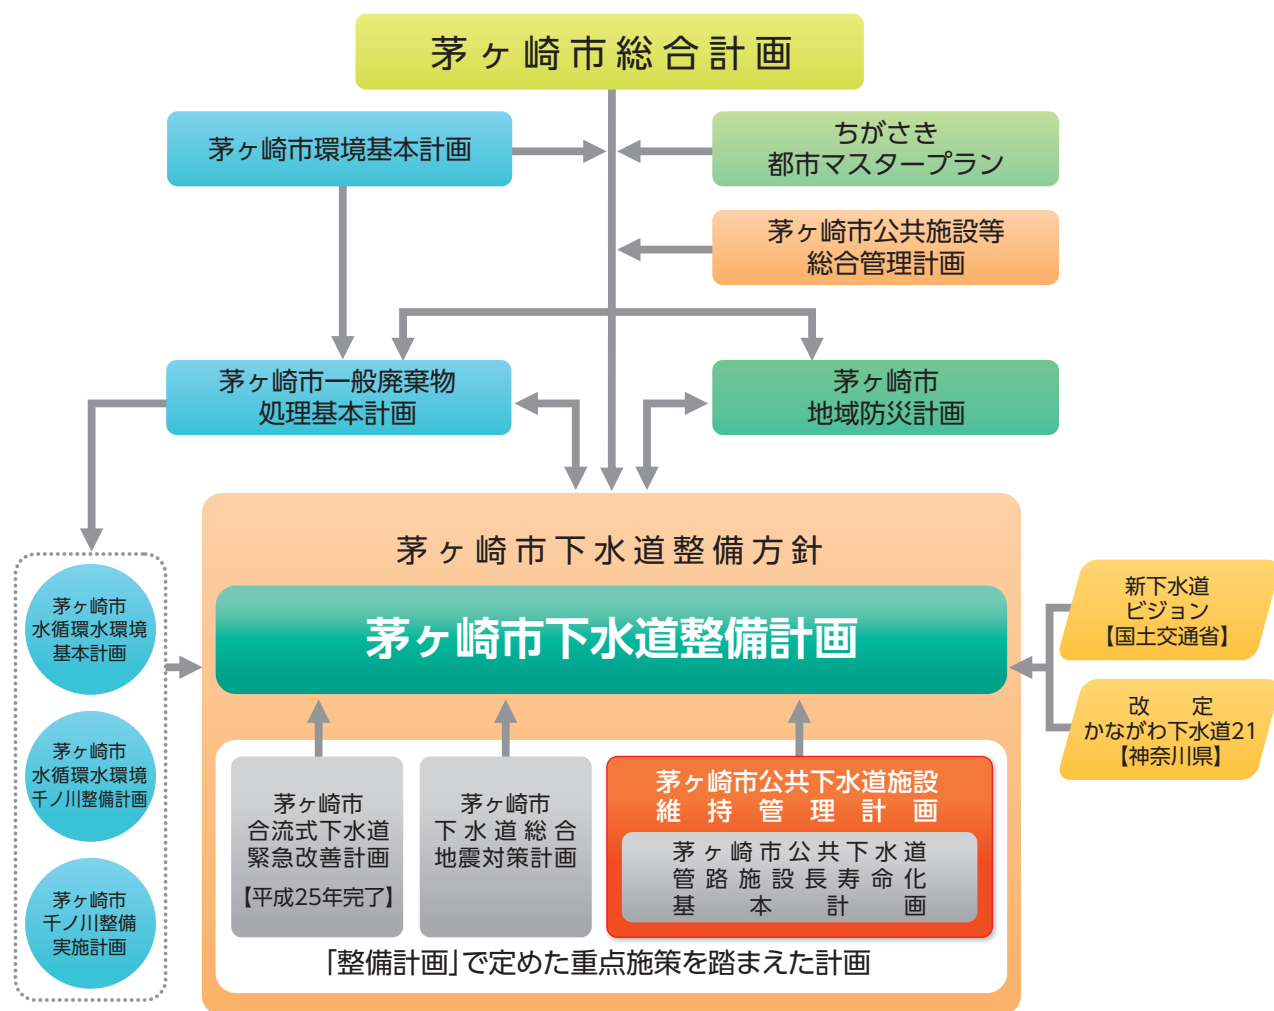 茅ヶ崎市総合計画
茅ヶ崎市環境基本計画
ちがさき
都市マスタープラン
茅ヶ崎市公共施設等
総合管理計画
茅ヶ崎市一般廃棄物
処理基本計画
茅ヶ崎市
地域防災計画
茅ヶ崎市下水道整備方針
茅ヶ崎市下水道整備計画
茅ヶ崎市
水循環水環境
基本計画
茅ヶ崎市
水循環水環境
千ノ川整備計画
茅ヶ崎市
千ノ川整備
実施計画
新下水道
ビジョン
【国土交通省】
改定
かながわ下水道21
【神奈川県】
茅ヶ崎市
合流式下水道
緊急改善計画
【平成25年完了】
茅ヶ崎市
下水道総合
地震対策計画
茅ヶ崎市公共下水道施設
維持管理計画
茅ヶ崎市公共下水道
管路施設長寿命化
基本計画
「整備計画」で定めた重点施策を踏まえた計画